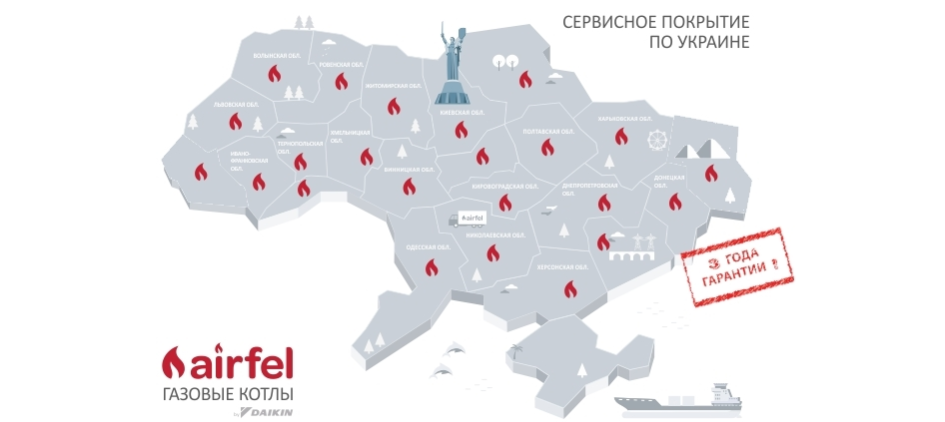 СЕРВИСНОЕ ПОКРЫТИЕ
ПО УКРАИНЕ
ВОЛЫНСКАЯ ОБЛ.
РОВЕНСКАЯ ОБЛ.
ЖИТОМИРСКАЯ ОБЛ.
КИЕВСКАЯ ОБЛ.
ЛЬВОВСКАЯ ОБЛ.
ТЕРНОПОЛЬСКАЯ
ОБЛ.
ХМЕЛЬНИЦКАЯ
ОБЛ.
ИВАНО-
ФРАНКОВСКАЯ
ОБЛ.
ВИННИЦКАЯ ОБЛ.
ПОЛТАВСКАЯ ОБЛ.
ХАРЬКОВСКАЯ ОБЛ.
КИРОВОГРАДСКАЯ ОБЛ.
ДНЕПРОПЕТРОВСКАЯ
ОБЛ.
ДОНЕЦКАЯ
ОБЛ.
airfel
НИКОЛАЕВСКАЯ ОБЛ.
ОДЕССКАЯ ОБЛ.
ХЕРСОНСКАЯ ОБЛ.
3 ГОДА
ГАРАНТИИ !
airfel
ГАЗОВЫЕ КОТЛЫ
by DAIKIN